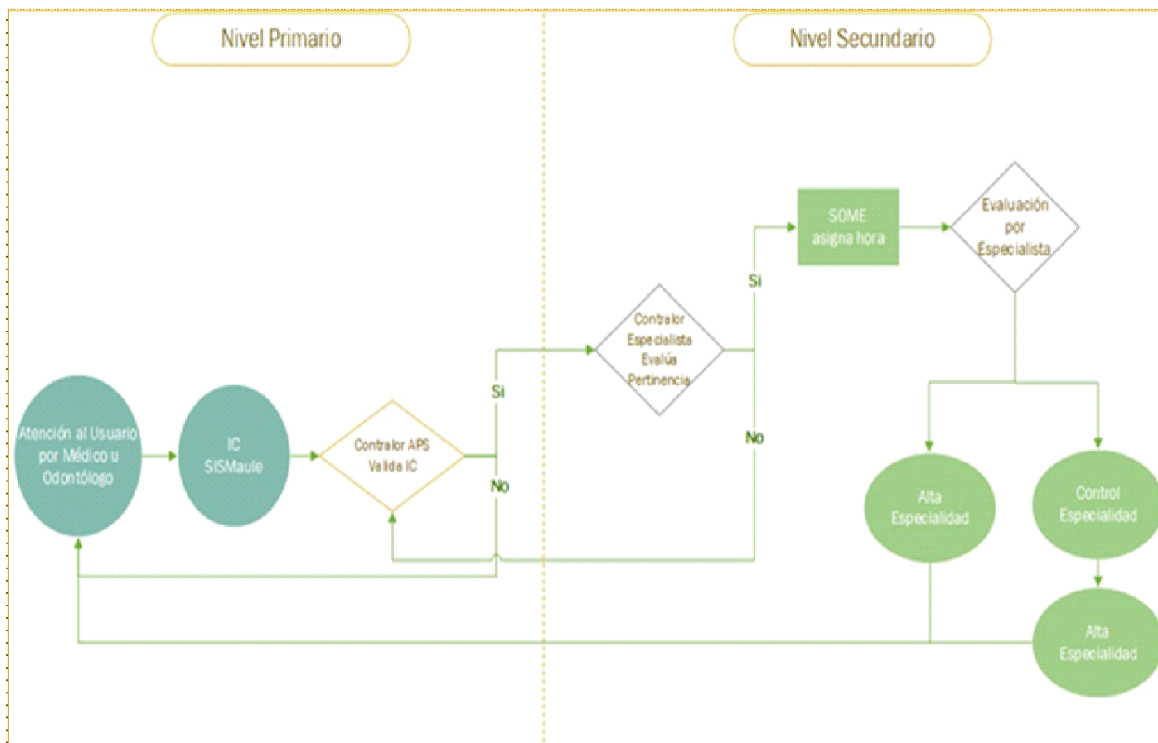 Nivel Primario
Nivel Secundario
Atención al Usuario
por Médico u
Odontólogo
IC
SISMaule
Contralor APS
Valida IC
Si
No
Contralor
Especialista
Evalúa
Pertinencia
Si
No
SOME
asigna hora
Evaluación
por
Especialista
Alta
Especialidad
Control
Especialidad
Alta
Especialidad